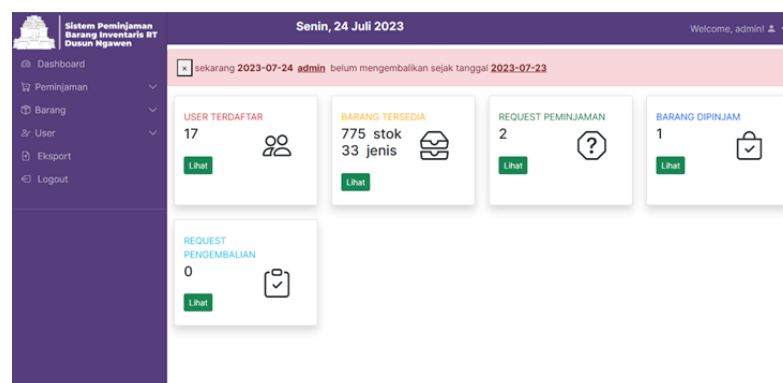 Sistem Peminjaman
Barang Inventaris RT
Dusun Ngawen
Senin, 24 Juli 2023
Welcome, admin!
Dashboard
Peminjaman
Barang
User
Eksport
Logout
× sekarang 2023-07-24 admin belum mengembalikan sejak tanggal 2023-07-23
USER TERDAFTAR
17
Lihat
BARANG TERSEDIA
775 stok
33 jenis
Lihat
REQUEST PEMINJAMAN
2
Lihat
BARANG DIPINJAM
1
Lihat
REQUEST
PENGEMBALIAN
0
Lihat